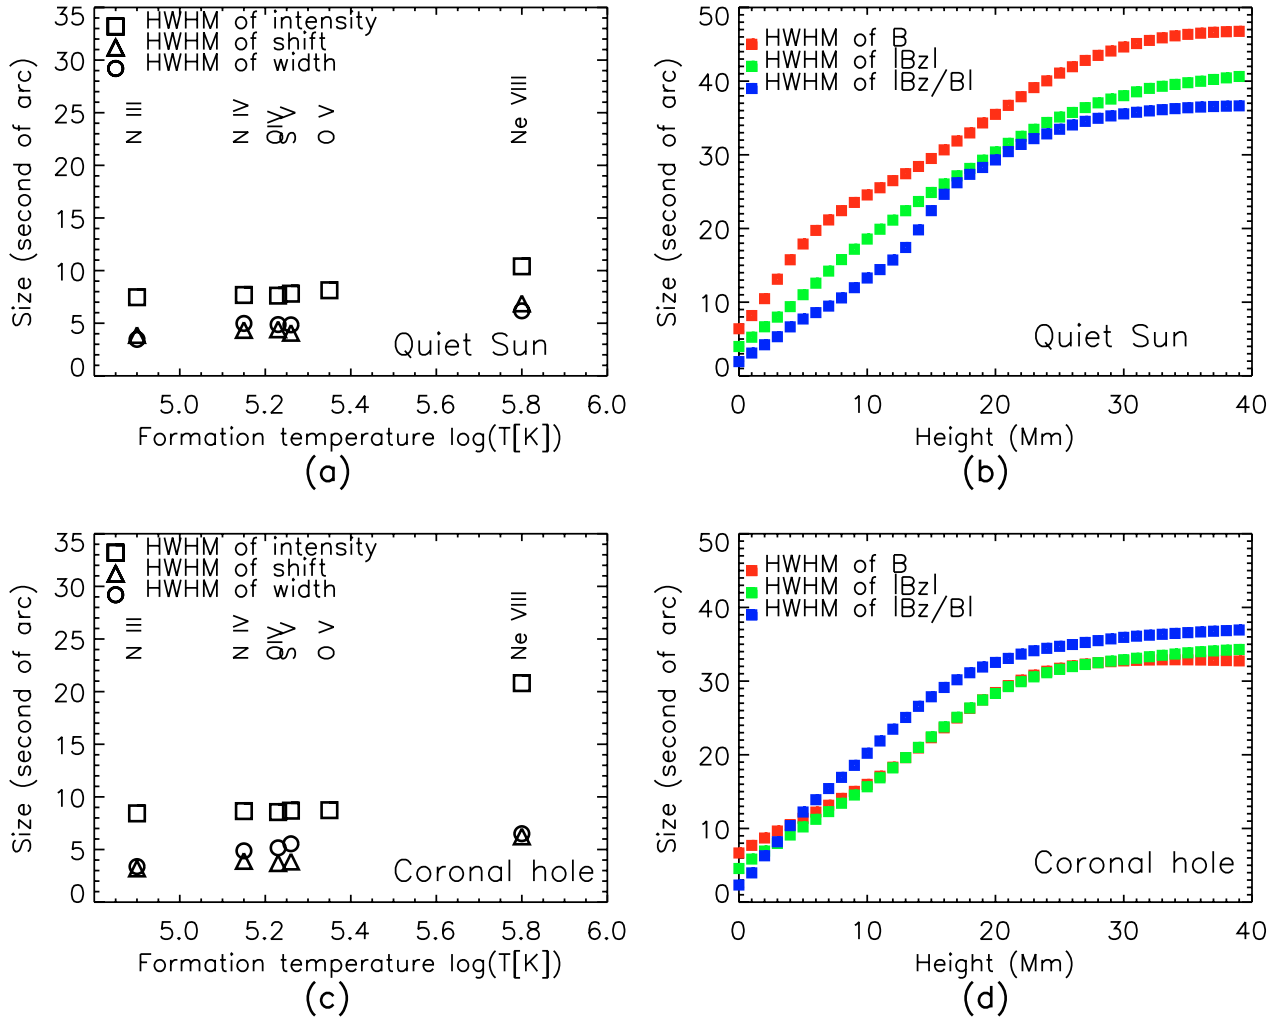 HWHM of intensity
HWHM of shift
HWHM of width
N III
N IV
OIV
S V
O V
Ne VIII
35
30
25
20
15
10
5
0
Size (second of arc)
Quiet Sun
5.0 5.2 5.4 5.6 5.8 6.0
Formation temperature log(T[K])
(a)
HWHM of B
HWHM of |Bz|
HWHM of |Bz/B|
50
40
30
20
10
0
Size (second of arc)
Quiet Sun
0 10 20 30 40
Height (Mm)
(b)
HWHM of intensity
HWHM of shift
HWHM of width
N III
N IV
OIV
S V
O V
Ne VIII
35
30
25
20
15
10
5
0
Size (second of arc)
Coronal hole
5.0 5.2 5.4 5.6 5.8 6.0
Formation temperature log(T[K])
(c)
HWHM of B
HWHM of |Bz|
HWHM of |Bz/B|
50
40
30
20
10
0
Size (second of arc)
Coronal hole
0 10 20 30 40
Height (Mm)
(d)